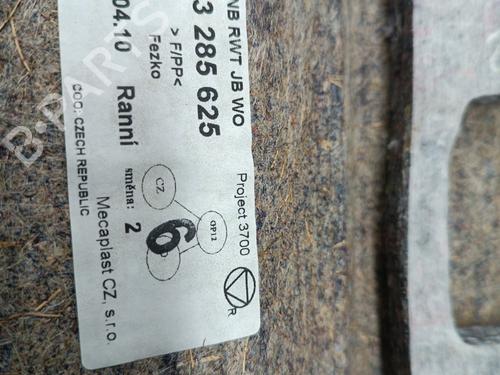 NB RWT JB WO
3 285 625
> F/PP<
Fezko
04.10 Ranní
COO: CZECH REPUBLIC
Project 3700
CZ
OP12
směna: 2
6
Mecaplast CZ, s.r.o.
R
B-PARTS